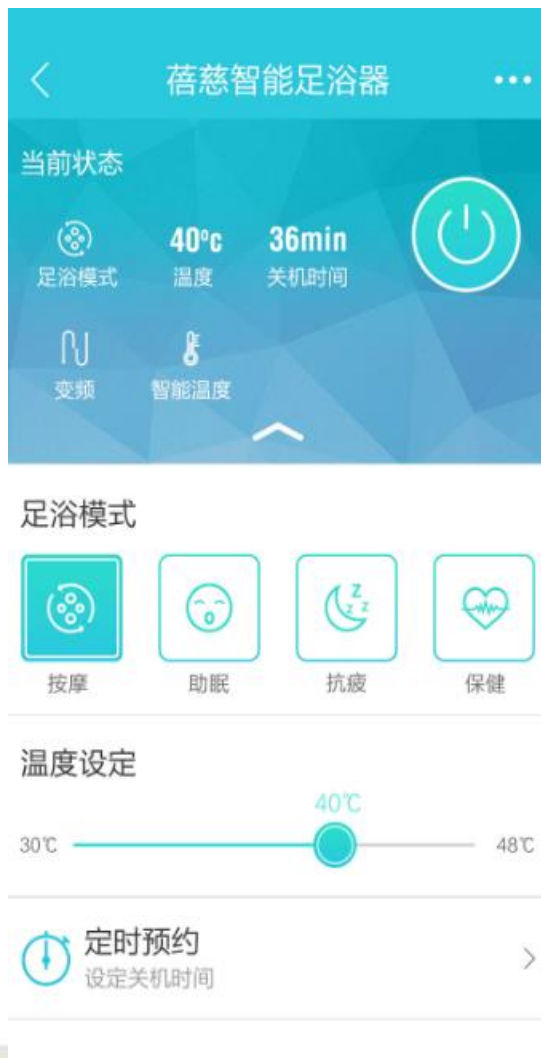 蓓慈智能足浴器
当前状态
40°c 36min
足浴模式 温度 关机时间
变频 智能温度
足浴模式
z z z
按摩 助眠 抗疲 保健
温度设定
40℃
30℃ 48℃
定时预约
设定关机时间